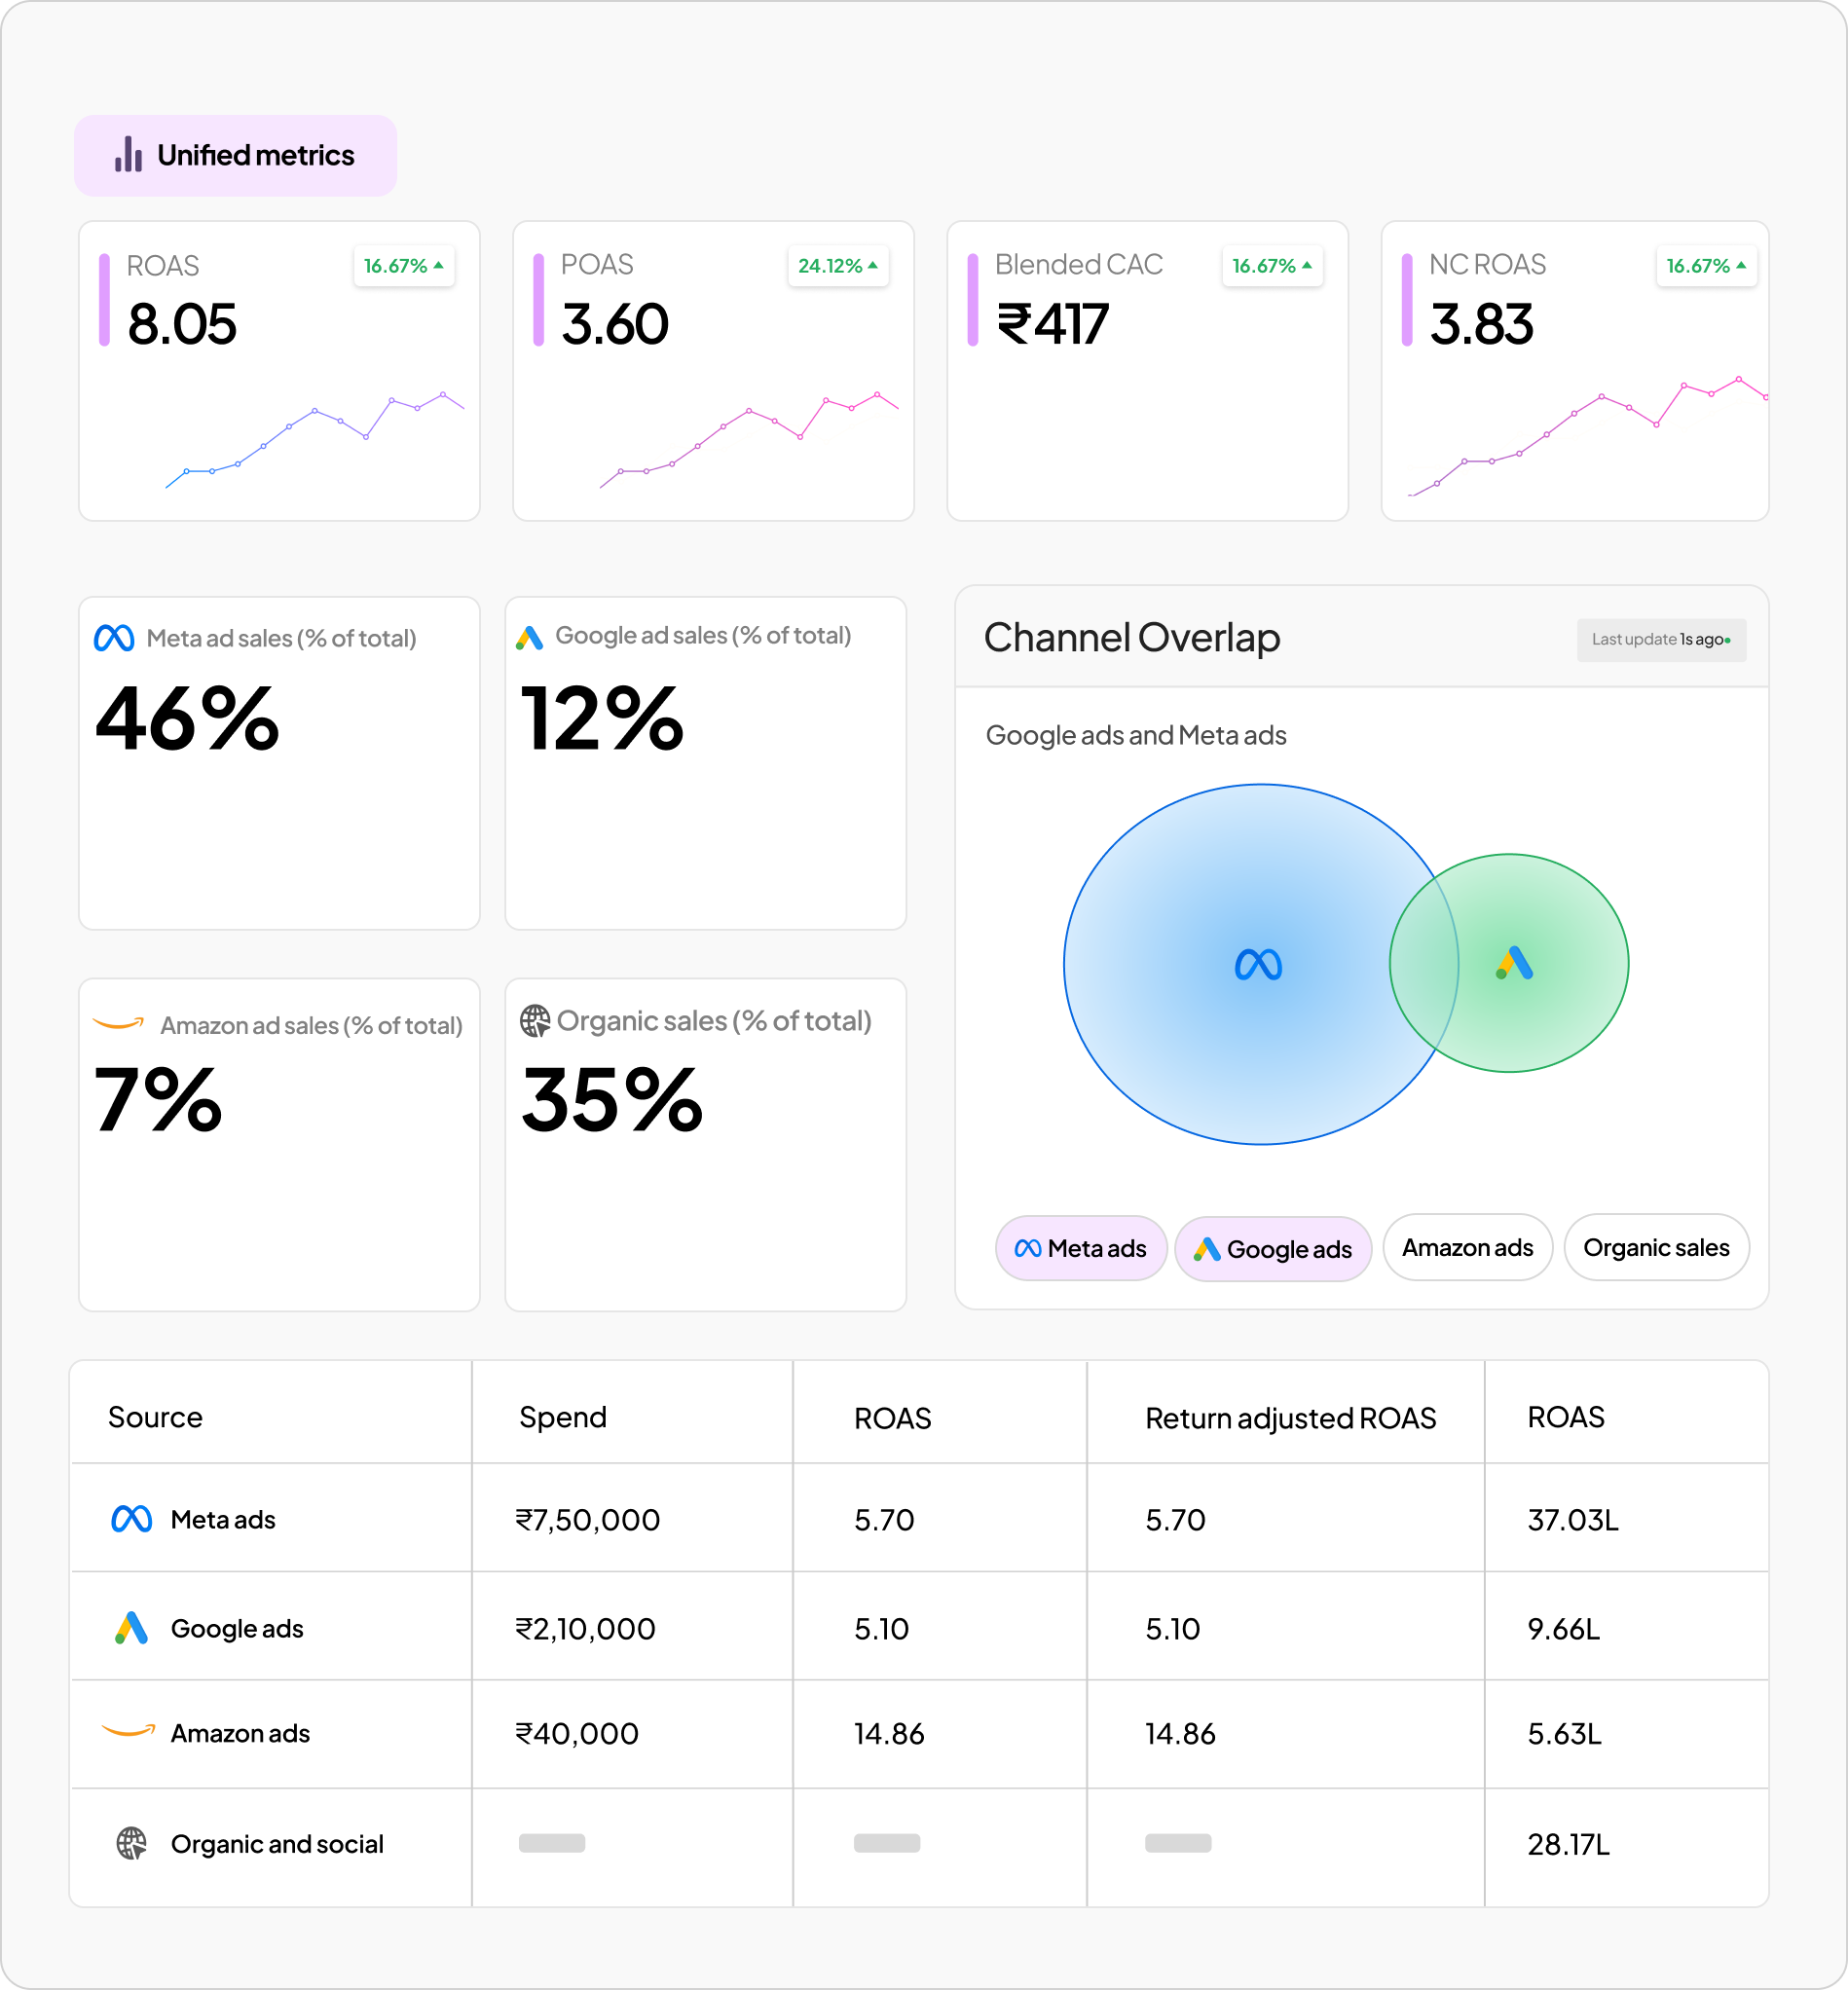 Unified metrics
ROAS
16.67%
8.05
POAS
24.12%
3.60
Blended CAC
16.67%
₹417
NC ROAS
16.67%
3.83
Meta ad sales (% of total)
46%
Google ad sales (% of total)
12%
Amazon ad sales (% of total)
7%
Organic sales (% of total)
35%
Channel Overlap
Last update 1s ago
Google ads and Meta ads
Meta ads
Google ads
Amazon ads
Organic sales
Source Spend ROAS Return adjusted ROAS ROAS
Meta ads ₹7,50,000 5.70 5.70 37.03L
Google ads ₹2,10,000 5.10 5.10 9.66L
Amazon ads ₹40,000 14.86 14.86 5.63L
Organic and social 28.17L